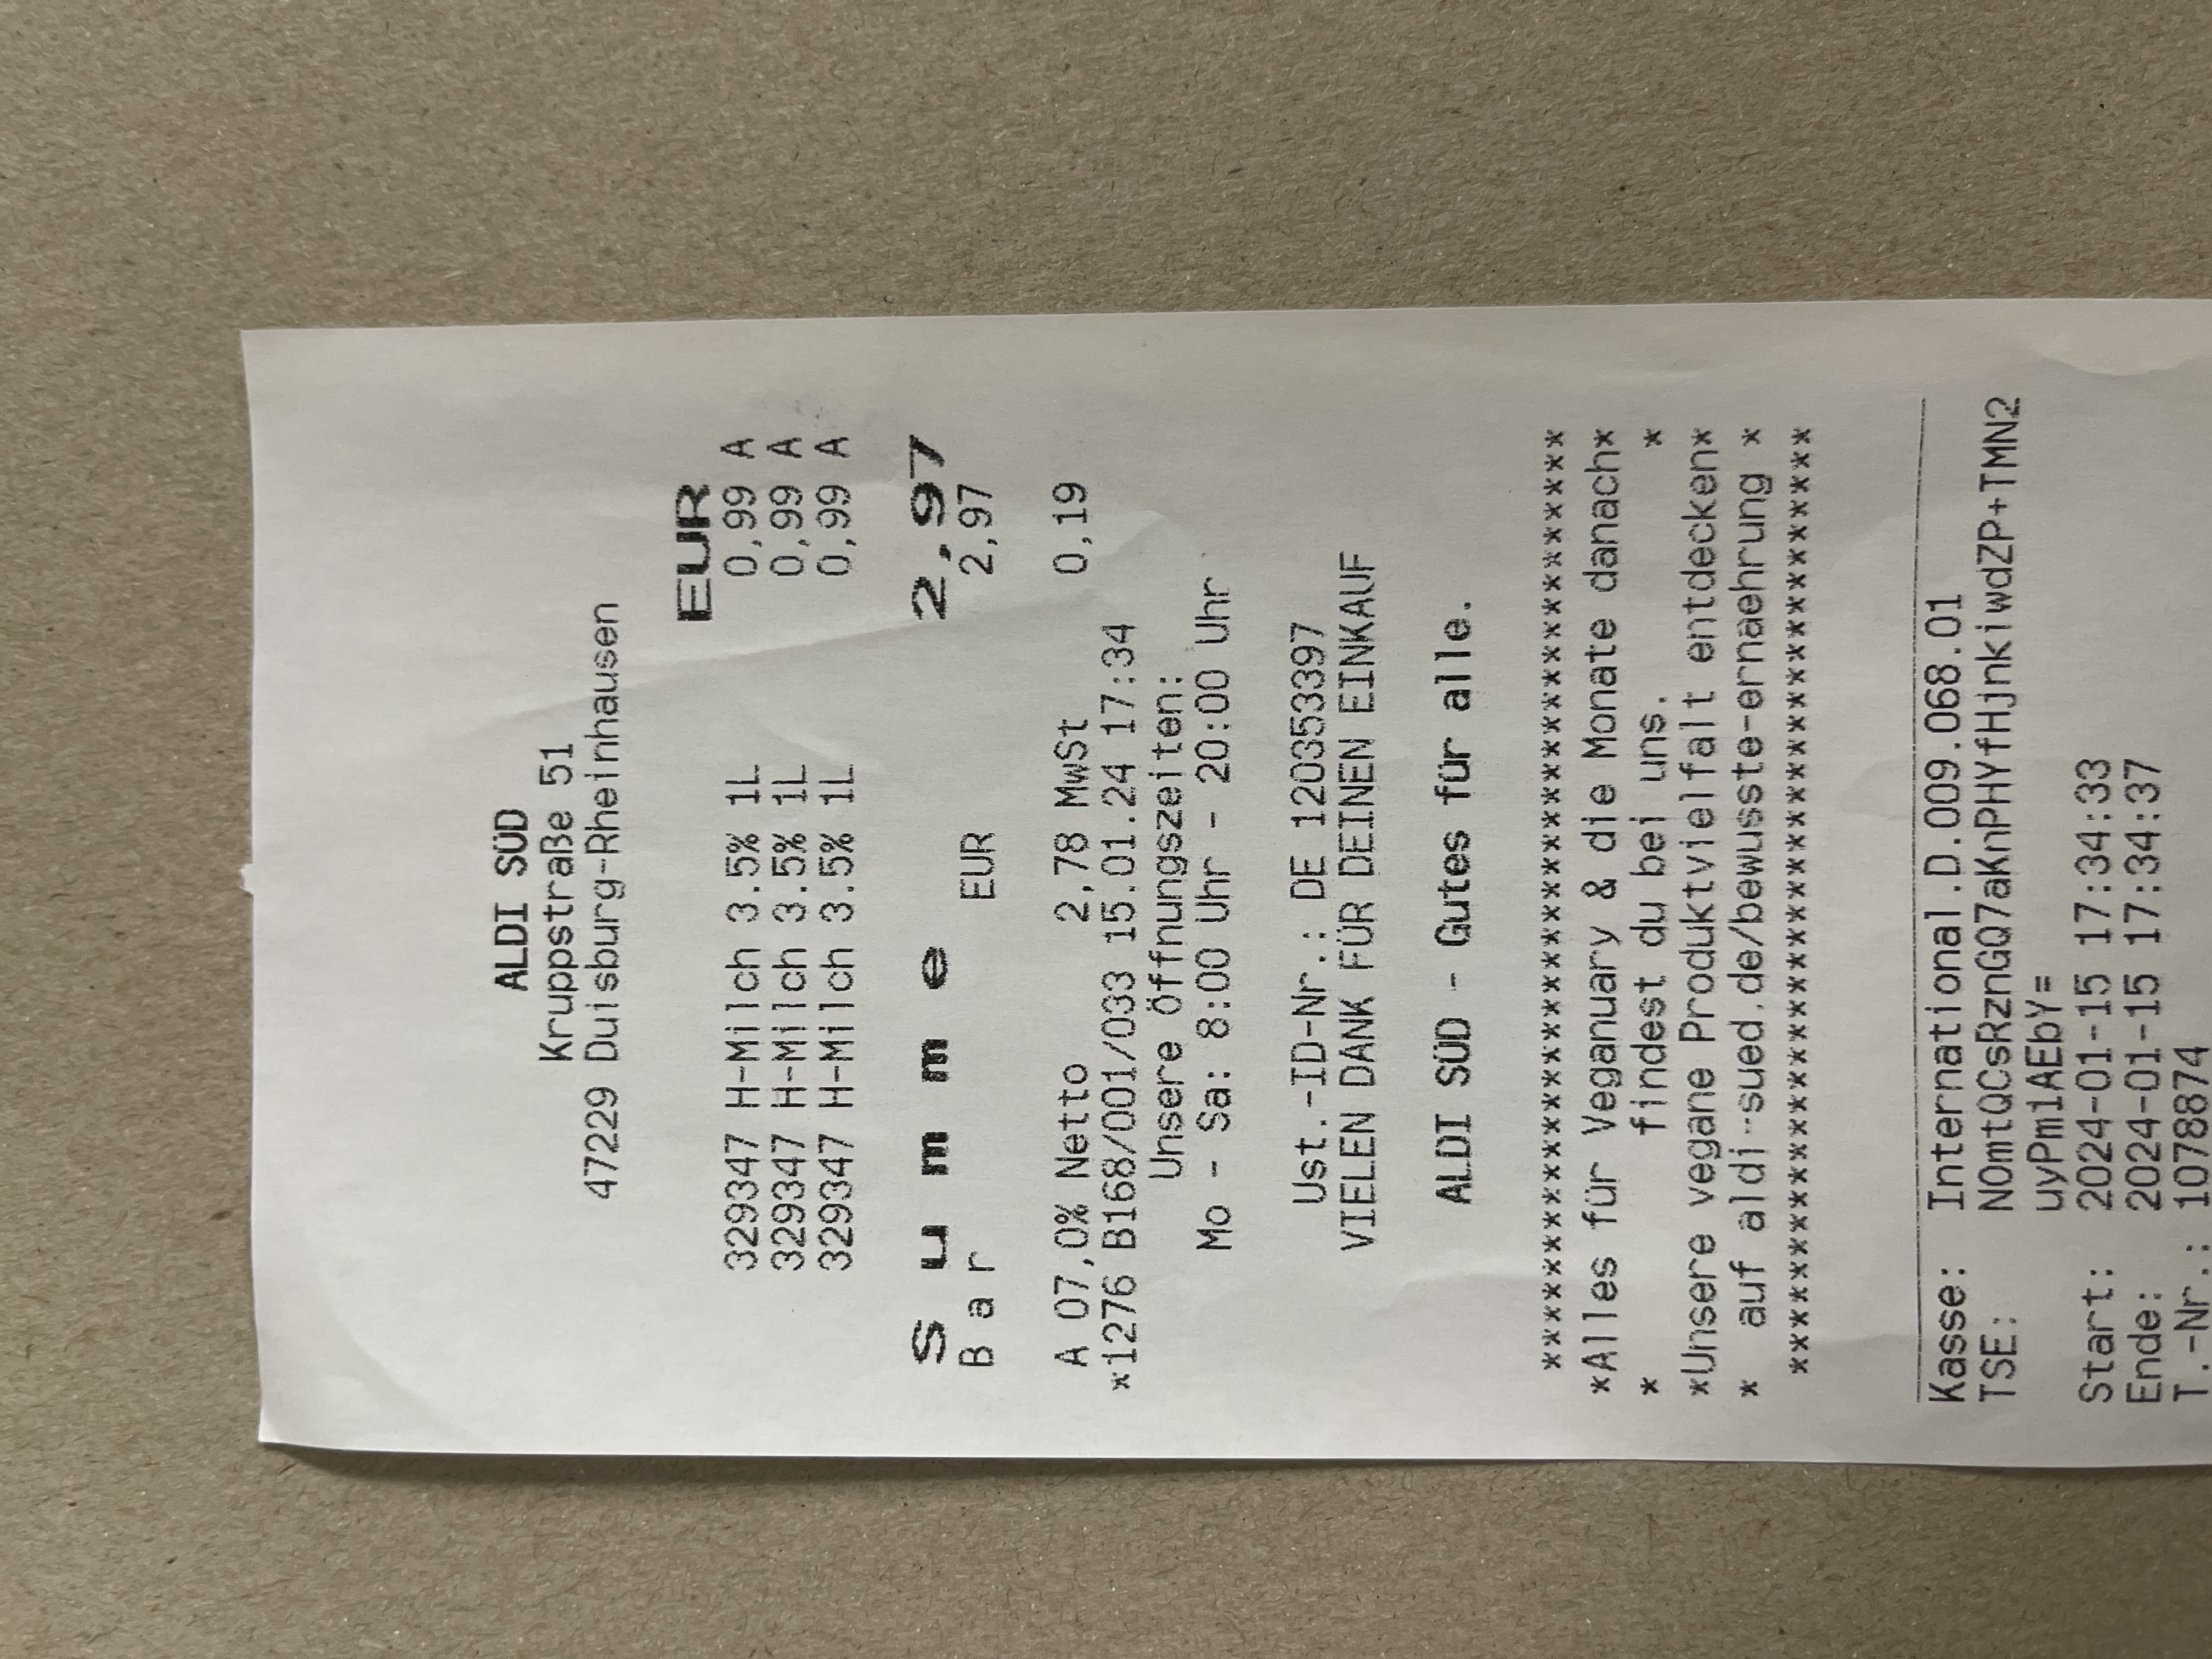 ALDI SÜD
Kruppstraße 51
47229 Duisburg-Rheinhausen
EUR
329347 H-Milch 3.5% 1L 0,99 A
329347 H-Milch 3.5% 1L 0,99 A
329347 H-Milch 3.5% 1L 0,99 A
S u m m e 2,97
B a r EUR 2,97
A 07,0% Netto 2,78 MwSt 0,19
*1276 B168/001/033 15.01.24 17:34
Unsere Öffnungszeiten:
Mo - Sa: 8:00 Uhr - 20:00 Uhr
Ust.-ID-Nr.: DE 120353397
VIELEN DANK FÜR DEINEN EINKAUF
ALDI SÜD - Gutes für alle.
****************************************
*Alles für Veganuary & die Monate danach*
* findest du bei uns. *
*Unsere vegane Produktvielfalt entdecken*
* auf aldi-sued.de/bewusste-ernaehrung *
****************************************
Kasse: International.D.009.068.01
TSE: NOmtQCsRznGQ7aKnPHYfHjnkiwdZP+TMN2
uyPm1AEbY=
Start: 2024-01-15 17:34:33
Ende: 2024-01-15 17:34:37
T.-Nr.: 1078874